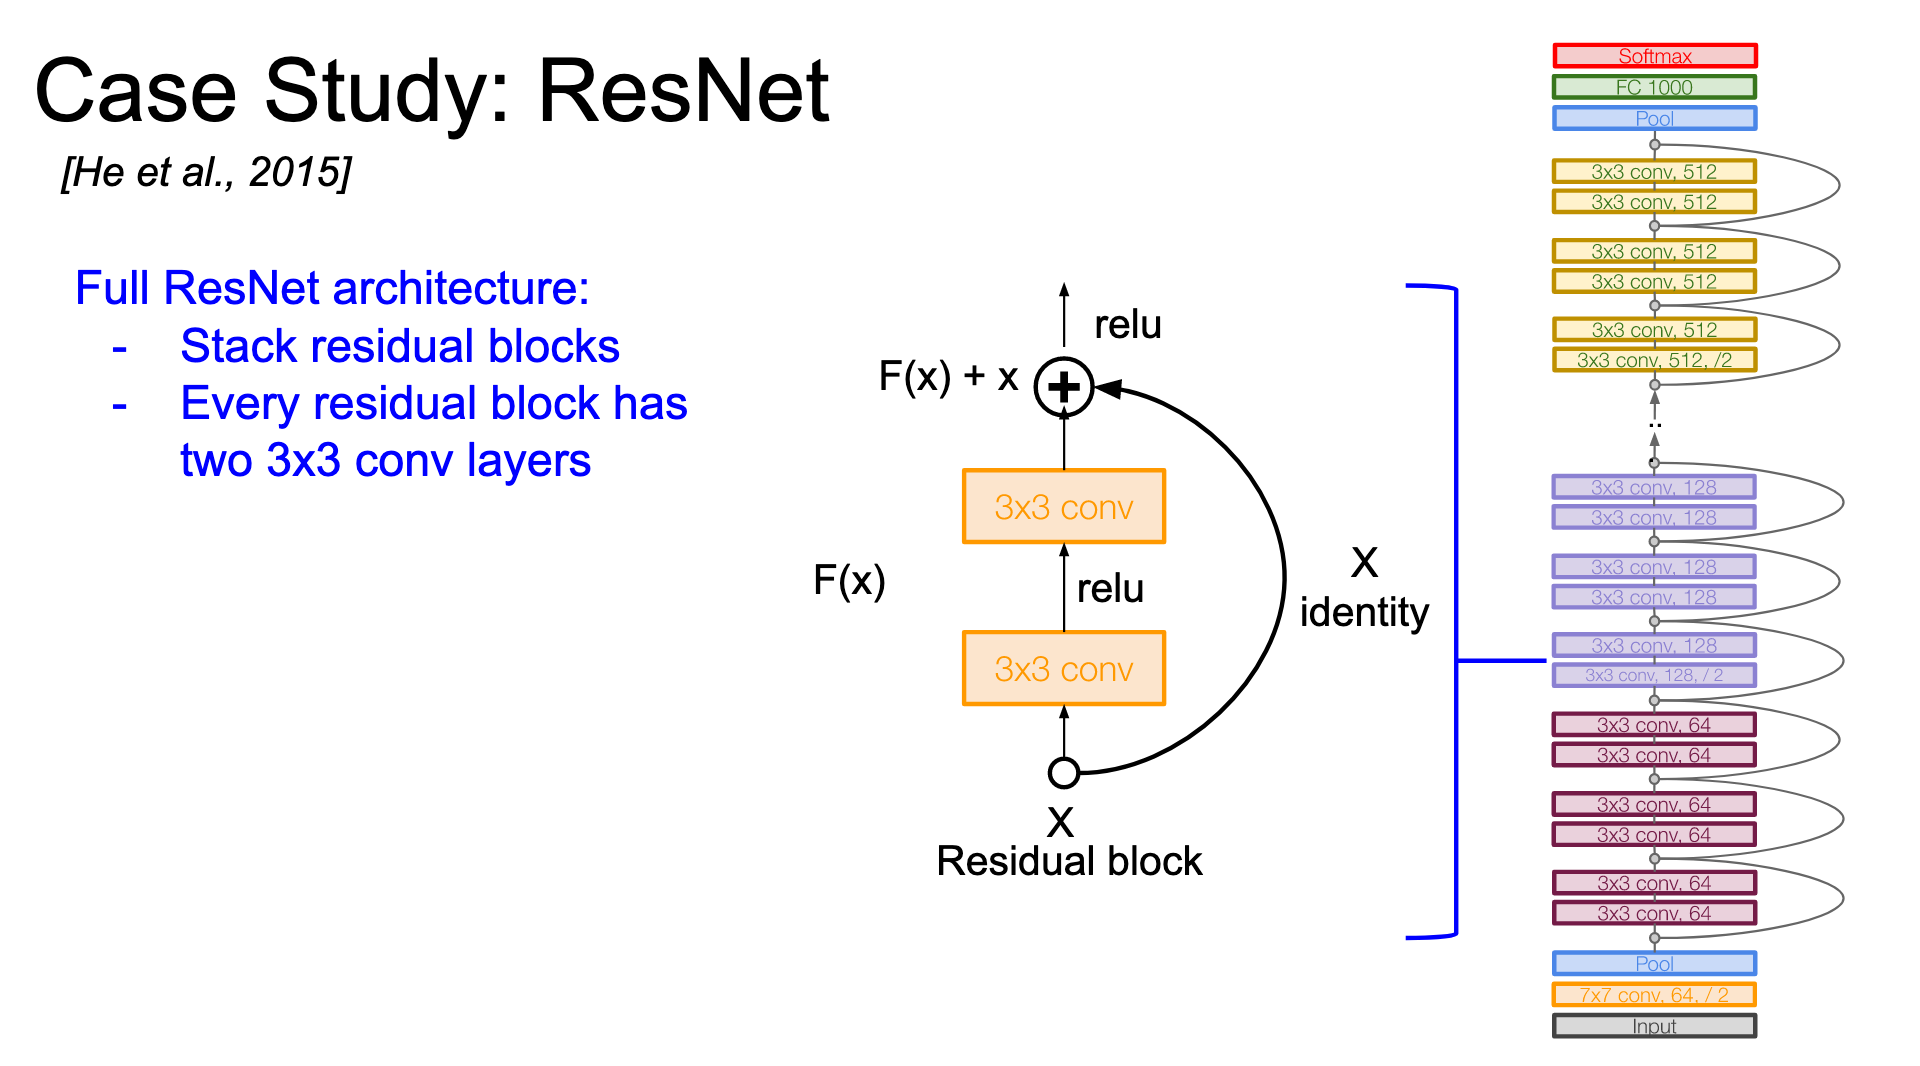 Case Study: ResNet
[He et al., 2015]
Full ResNet architecture:
- Stack residual blocks
- Every residual block has
two 3x3 conv layers
relu
F(x) + x
3x3 conv
F(x)
relu
X
identity
3x3 conv
X
Residual block
Softmax
FC 1000
Pool
3x3 conv, 512
3x3 conv, 512
3x3 conv, 512
3x3 conv, 512
3x3 conv, 512
3x3 conv, 512, /2
..
3x3 conv, 128
3x3 conv, 128
3x3 conv, 128
3x3 conv, 128
3x3 conv, 128
3x3 conv, 128, / 2
3x3 conv, 64
3x3 conv, 64
3x3 conv, 64
3x3 conv, 64
3x3 conv, 64
3x3 conv, 64
Pool
7x7 conv, 64, / 2
Input